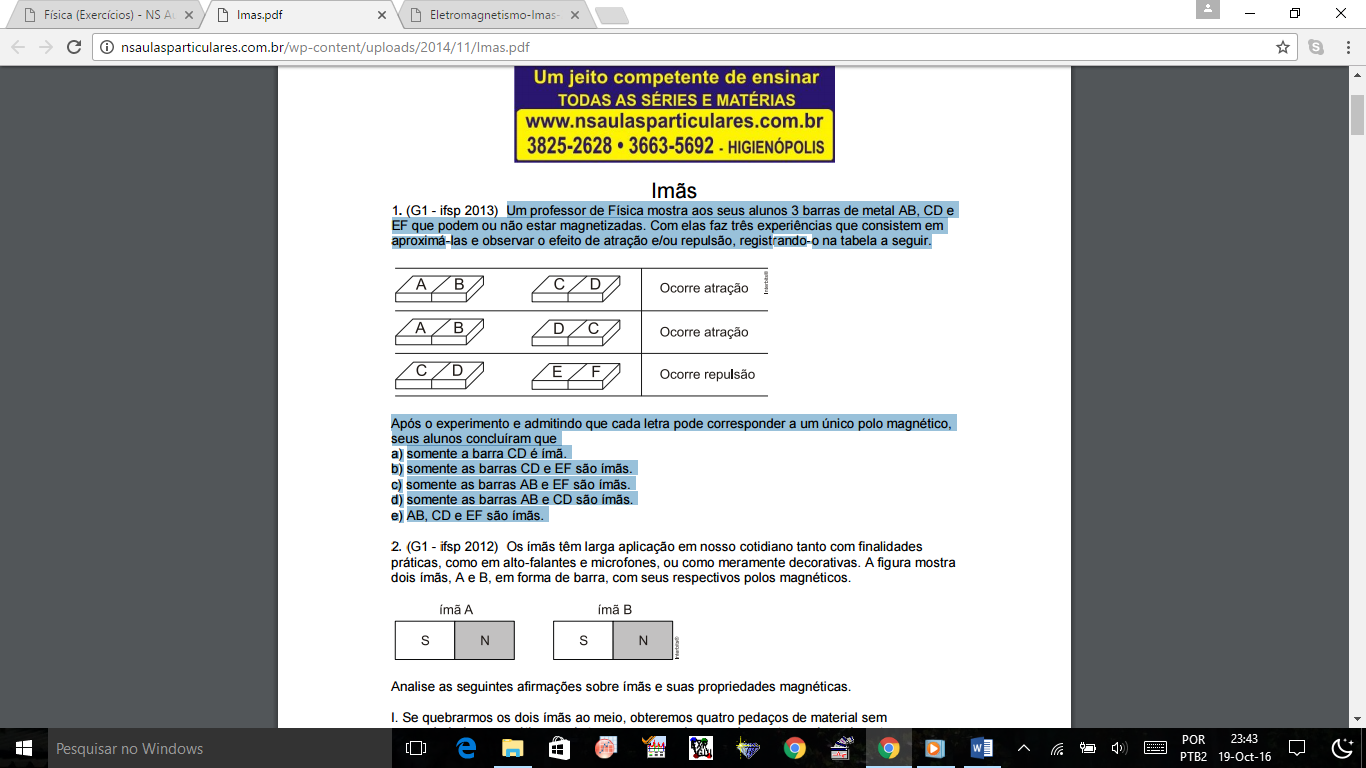 Física (Exercícios) - NS Au
Imas.pdf
Eletromagnetismo-Imas-
nsaulasparticulares.com.br/wp-content/uploads/2014/11/Imas.pdf
Um jeito competente de ensinar
TODAS AS SÉRIES E MATÉRIAS
www.nsaulasparticulares.com.br
3825-2628 • 3663-5692 - HIGIENÓPOLIS
Imãs
1. (G1 - ifsp 2013) Um professor de Física mostra aos seus alunos 3 barras de metal AB, CD e
EF que podem ou não estar magnetizadas. Com elas faz três experiências que consistem em
aproximá-las e observar o efeito de atração e/ou repulsão, registrando-o na tabela a seguir.
A B C D Ocorre atração
Interbits®
A B D C Ocorre atração
C D E F Ocorre repulsão
Após o experimento e admitindo que cada letra pode corresponder a um único polo magnético,
seus alunos concluíram que
a) somente a barra CD é ímã.
b) somente as barras CD e EF são ímãs.
c) somente as barras AB e EF são ímãs.
d) somente as barras AB e CD são ímãs.
e) AB, CD e EF são ímãs.
2. (G1 - ifsp 2012) Os ímãs têm larga aplicação em nosso cotidiano tanto com finalidades
práticas, como em alto-falantes e microfones, ou como meramente decorativas. A figura mostra
dois ímãs, A e B, em forma de barra, com seus respectivos polos magnéticos.
ímã A ímã B
S N S N
Interbits®
Analise as seguintes afirmações sobre ímãs e suas propriedades magnéticas.
I. Se quebrarmos os dois ímãs ao meio, obteremos quatro pedaços de material sem
Pesquisar no Windows
POR
PTB2
23:43
19-Oct-16